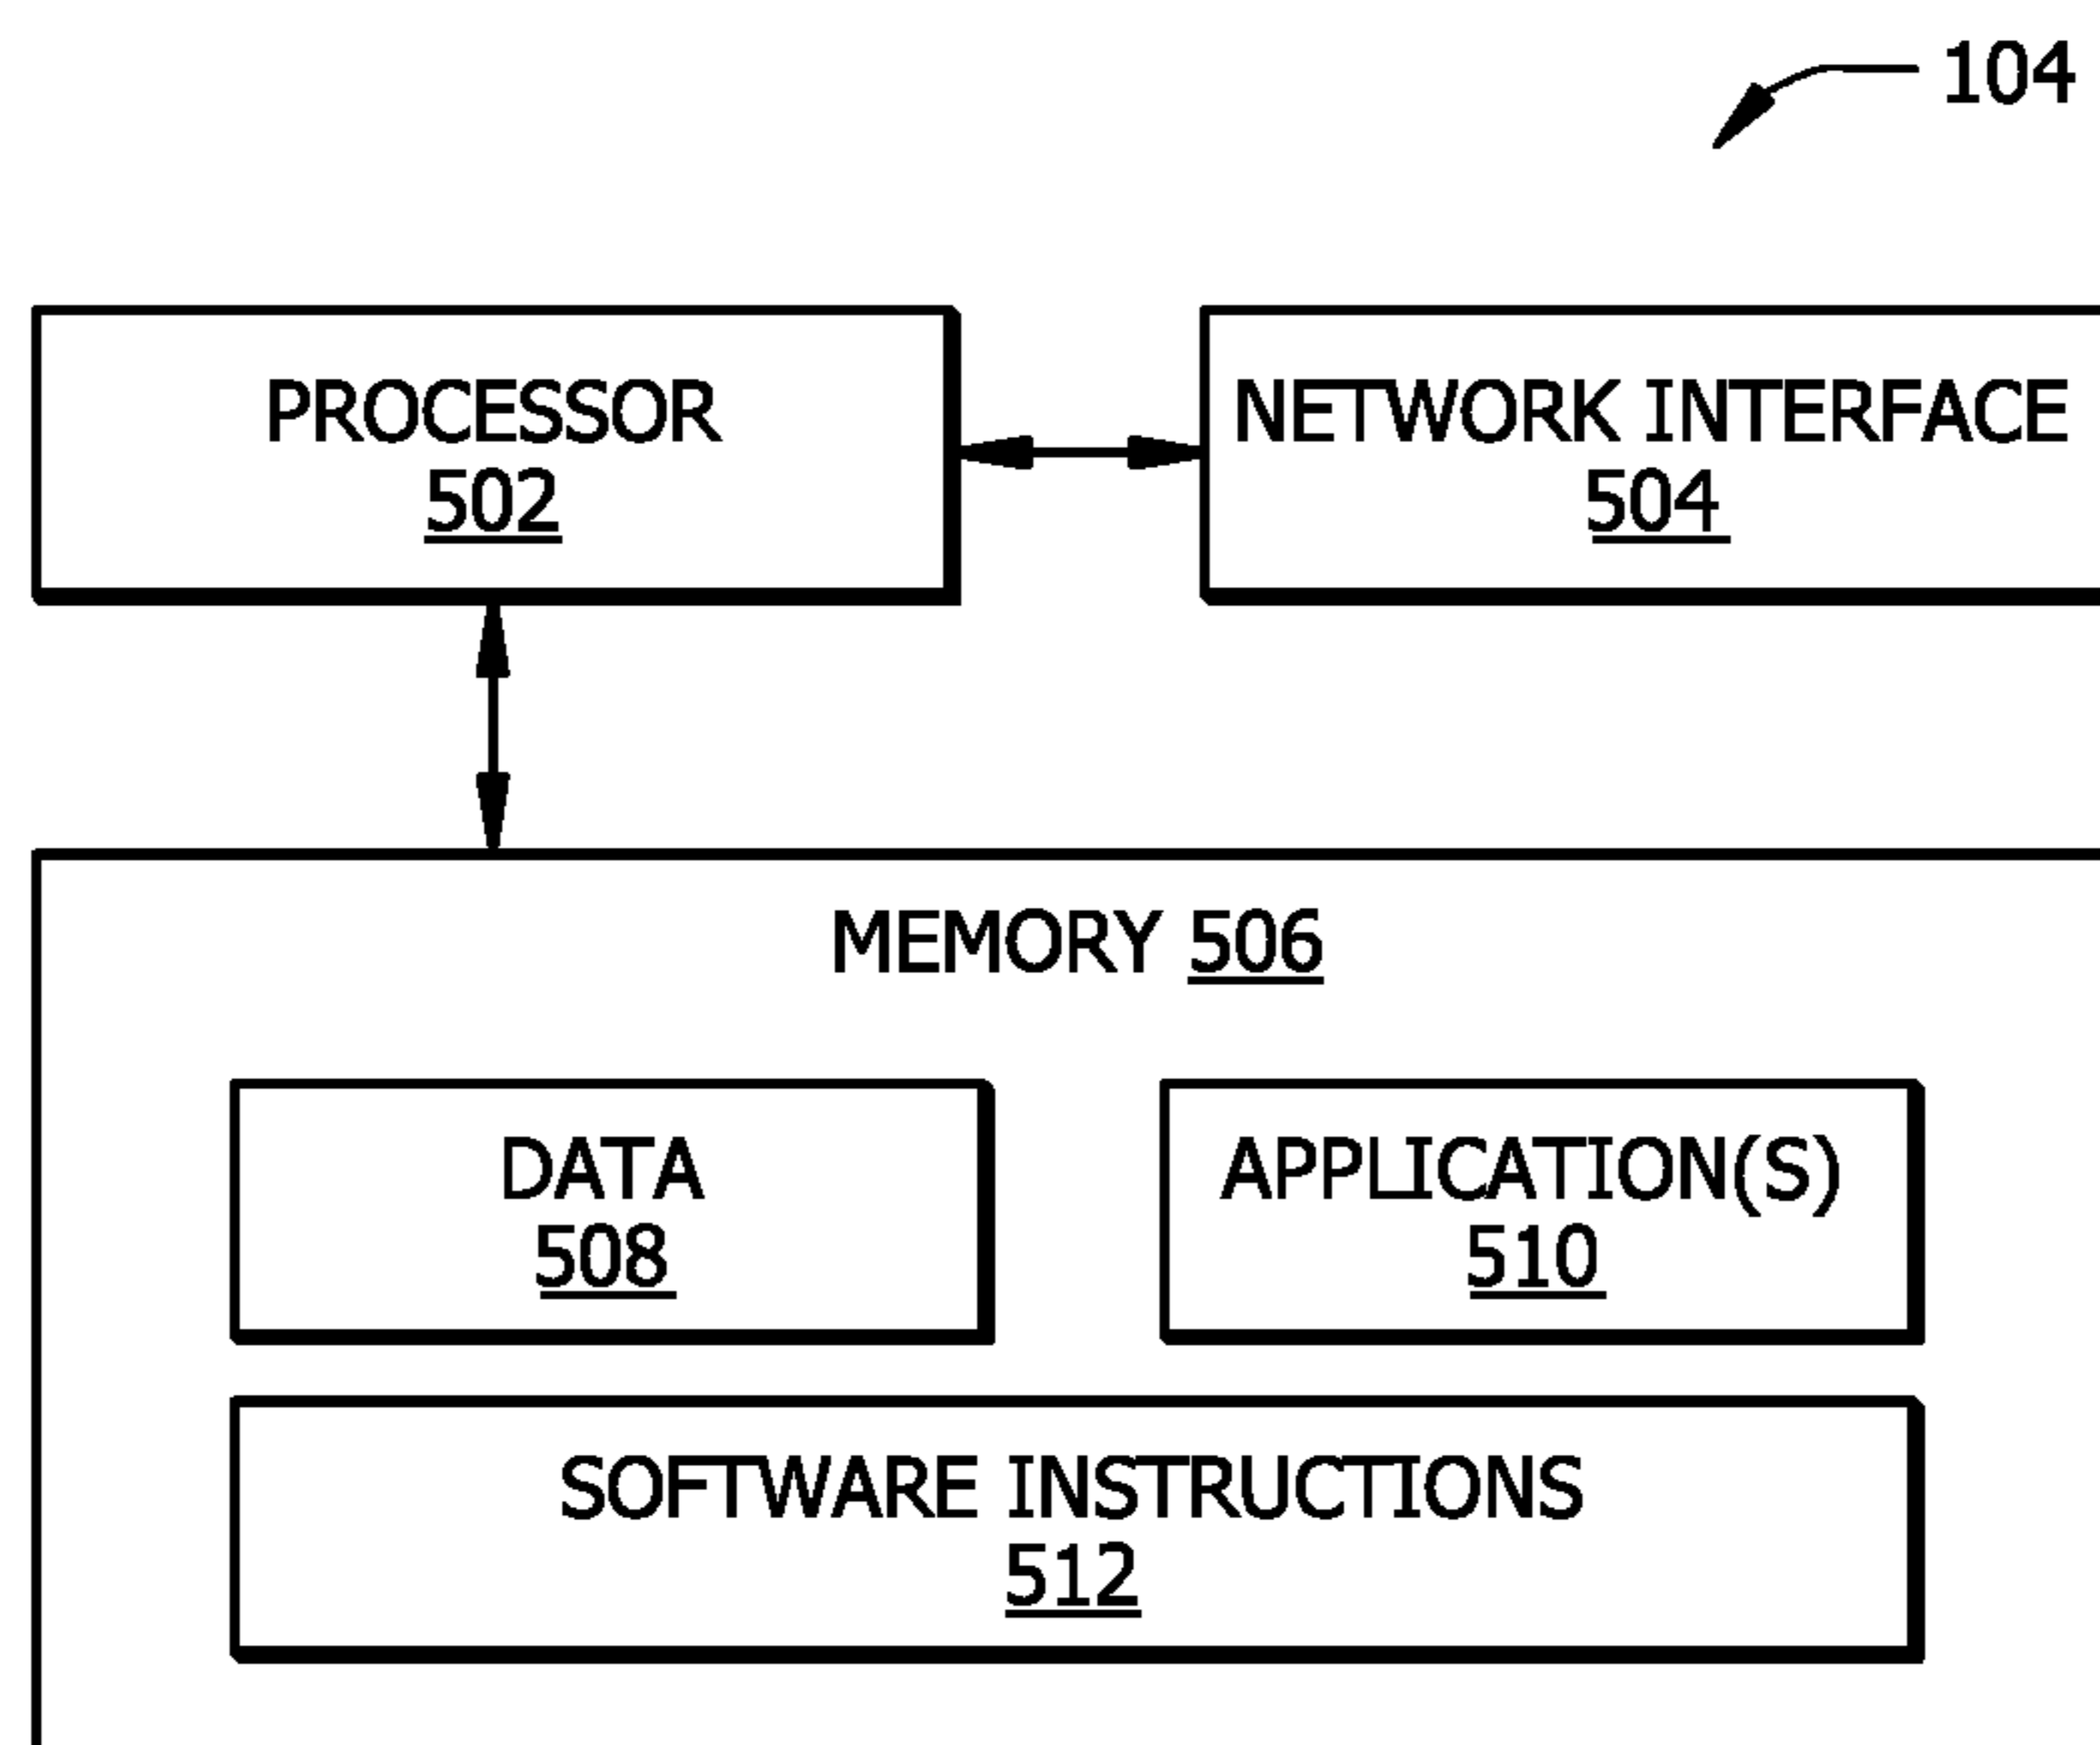 104
PROCESSOR
502
NETWORK INTERFACE
504
MEMORY 506
DATA
508
APPLICATION(S)
510
SOFTWARE INSTRUCTIONS
512